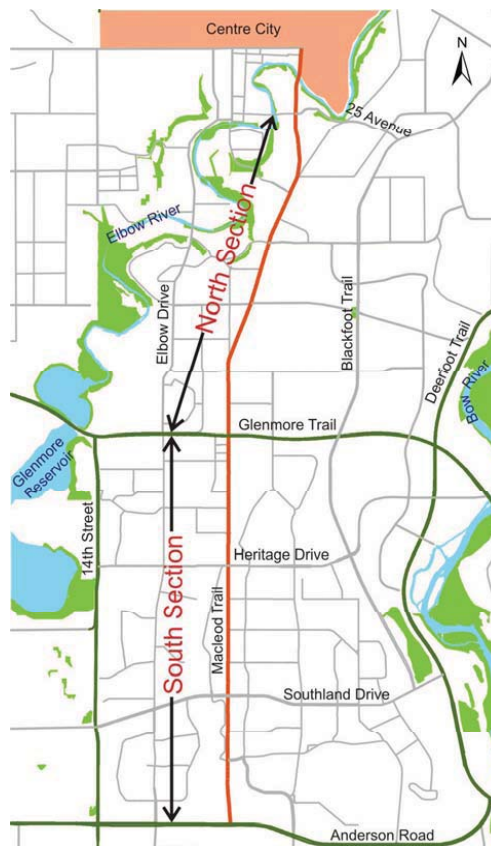 Centre City
N
25 Avenue
Elbow River
North Section
Elbow Drive
Blackfoot Trail
Deerfoot Trail
Bow River
Glenmore Trail
Glenmore
Reservoir
14th Street
South Section
Heritage Drive
Macleod Trail
Southland Drive
Anderson Road